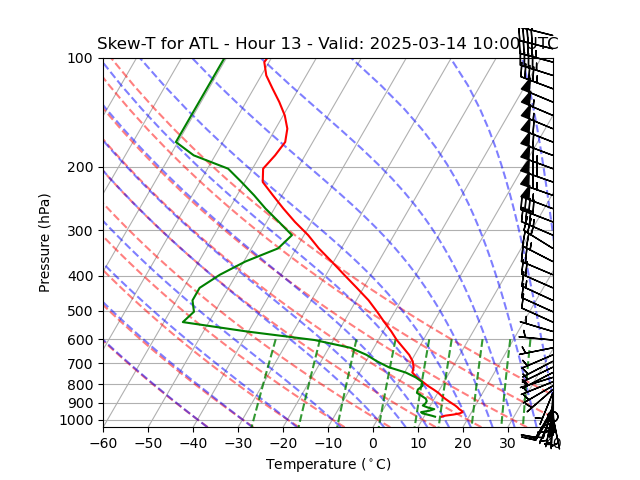 Skew-T for ATL - Hour 13 - Valid: 2025-03-14 10:00 UTC
100
200
300
400
500
600
700
800
900
1000
Pressure (hPa)
−60 −50 −40 −30 −20 −10 0 10 20 30 40
Temperature (°C)